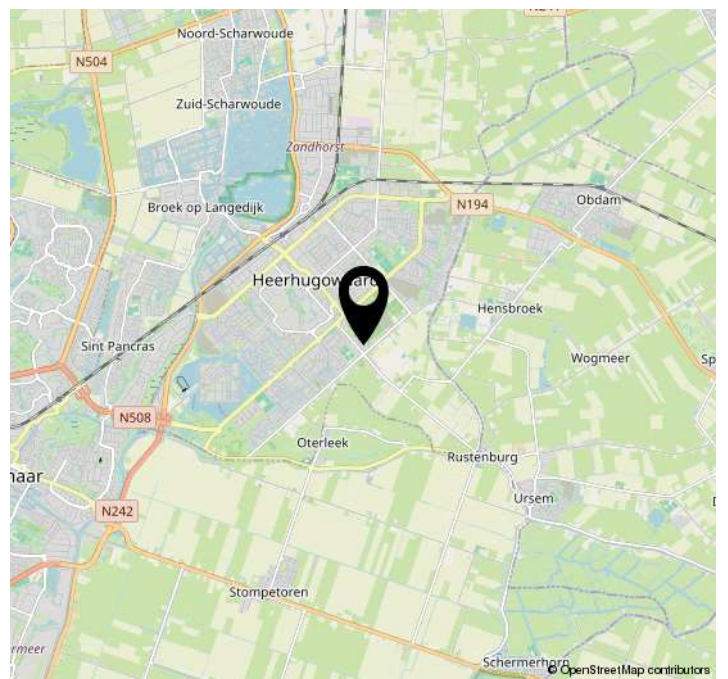 Noord-Scharwoude
N504
Zuid-Scharwoude
Zandhorst
Broek op Langedijk
N194
Obdam
Hensbroek
Sint Pancras
Wogmeer
N508
Oterleek
Rustenburg
Ursem
N242
Stompetoren
Schermerhorn
© OpenStreetMap contributors